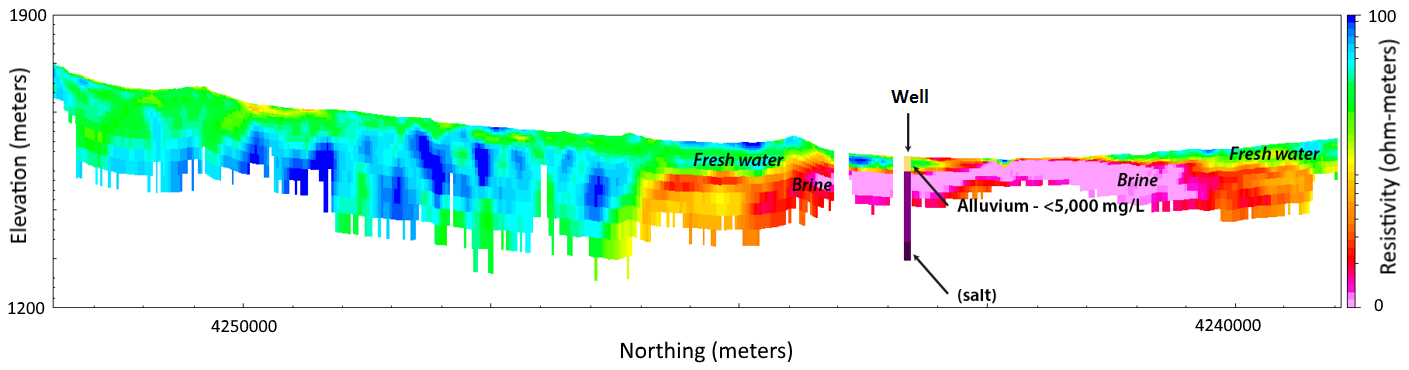 1900
100
Well
Elevation (meters)
Resistivity (ohm-meters)
Fresh water
Fresh water
Brine
Brine
Alluvium - <5,000 mg/L
(salt)
1200
0
4250000
4240000
Northing (meters)